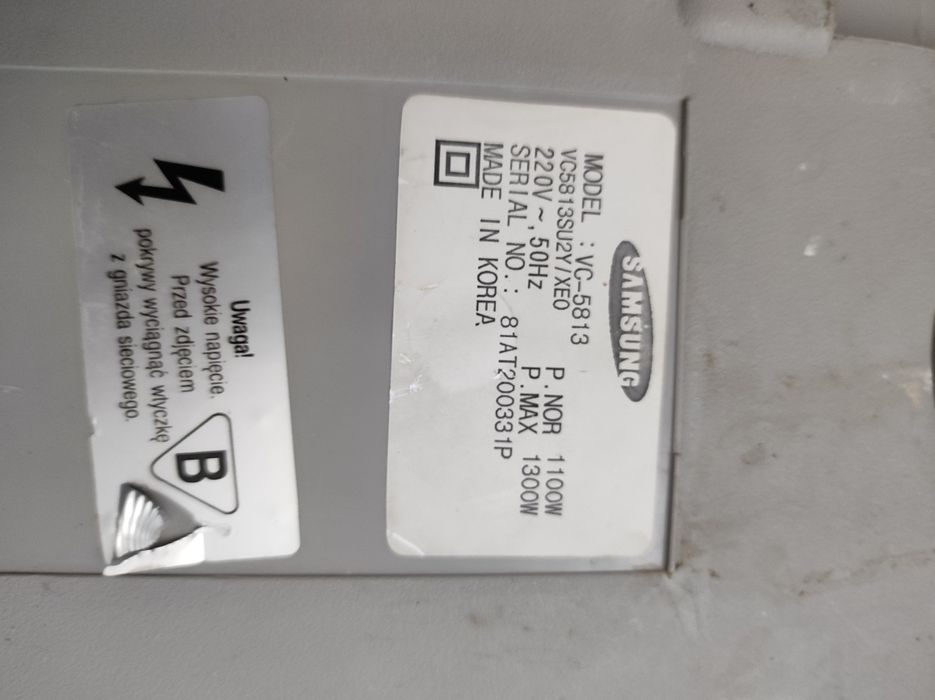 SAMSUNG
MODEL : VC-5813
VC5813SU2Y/XEO P.NOR 1100W
220V~, 50Hz P.MAX 1300W
SERIAL NO.: 81AT200331P
MADE IN KOREA
Uwaga!
Wysokie napięcie.
Przed zdjęciem
pokrywy wyciągnąć wtyczkę
z gniazda sieciowego.
B